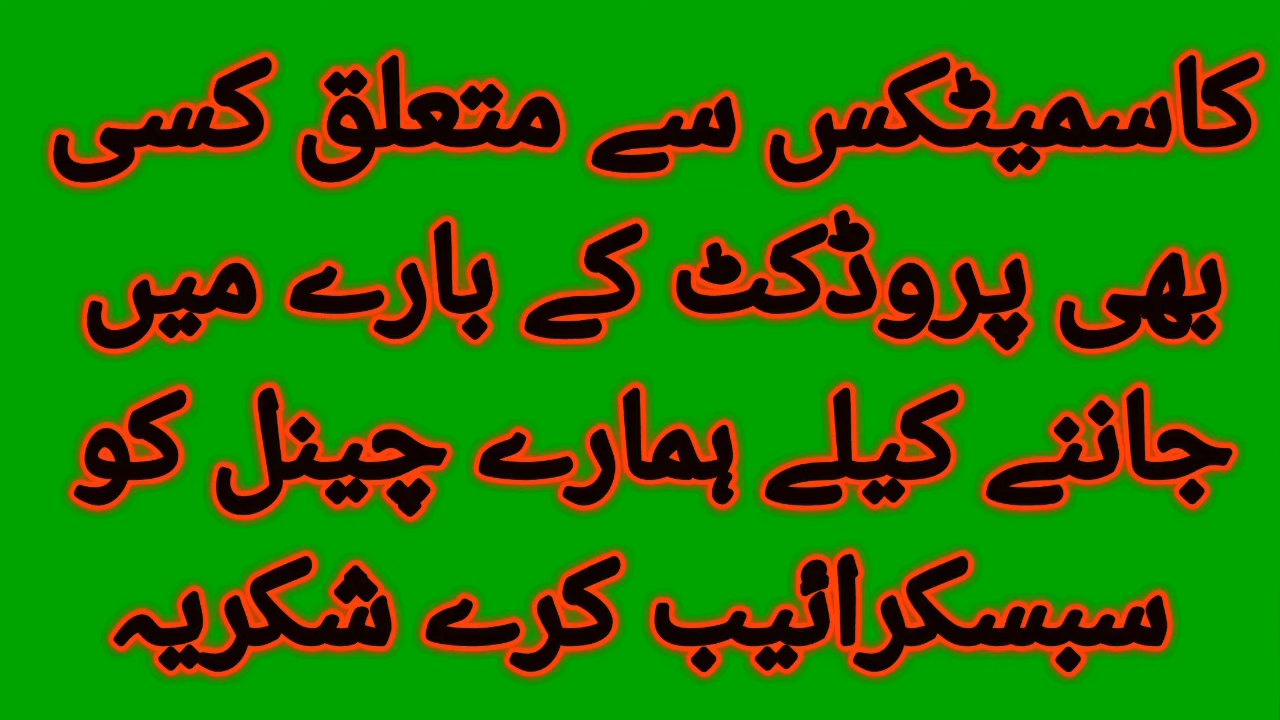 کاسمیٹکس سے متعلق کسی
بھی پروڈکٹ کے بارے میں
جاننے کیلے ہمارے چینل کو
سبسکرائیب کرے شکریہ